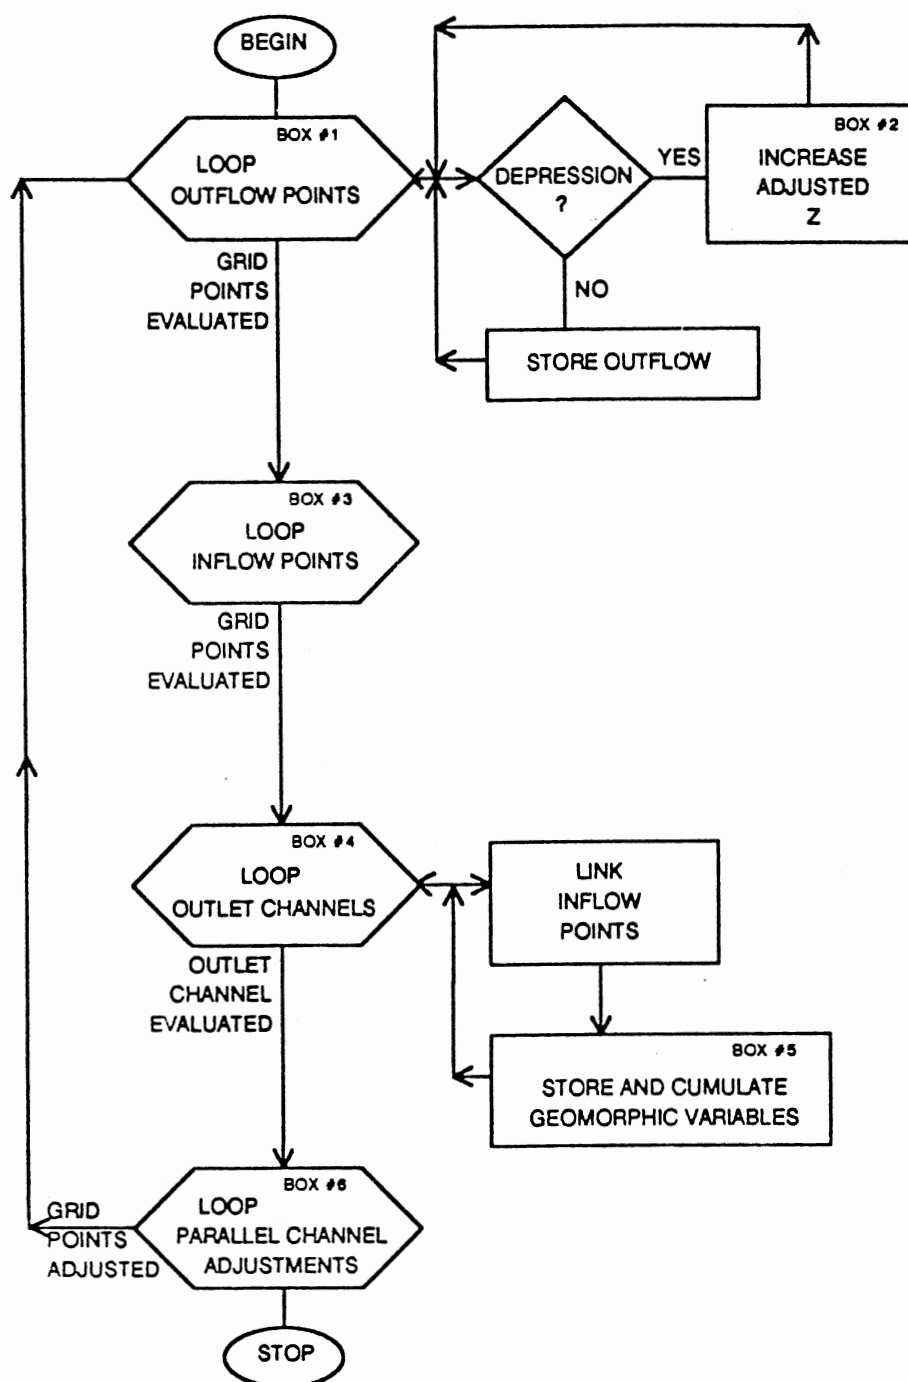 BEGIN
BOX #1
LOOP
OUTFLOW POINTS
DEPRESSION
?
YES
BOX #2
INCREASE
ADJUSTED
Z
NO
STORE OUTFLOW
GRID
POINTS
EVALUATED
BOX #3
LOOP
INFLOW POINTS
GRID
POINTS
EVALUATED
BOX #4
LOOP
OUTLET CHANNELS
LINK
INFLOW
POINTS
OUTLET
CHANNEL
EVALUATED
BOX #5
STORE AND CUMULATE
GEOMORPHIC VARIABLES
BOX #6
LOOP
PARALLEL CHANNEL
ADJUSTMENTS
GRID
POINTS
ADJUSTED
STOP